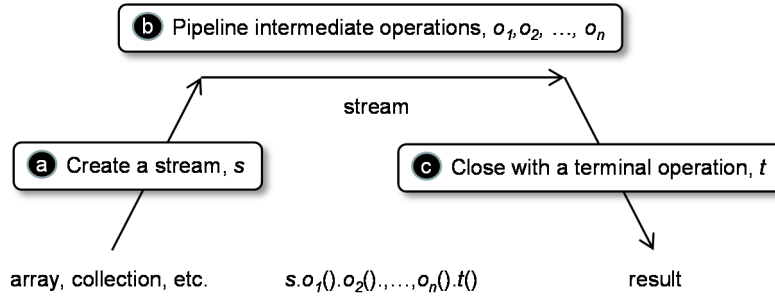 b Pipeline intermediate operations, o₁,o₂, …, oₙ
stream
a Create a stream, s
c Close with a terminal operation, t
array, collection, etc.
s.o₁().o₂().,…,oₙ().t()
result